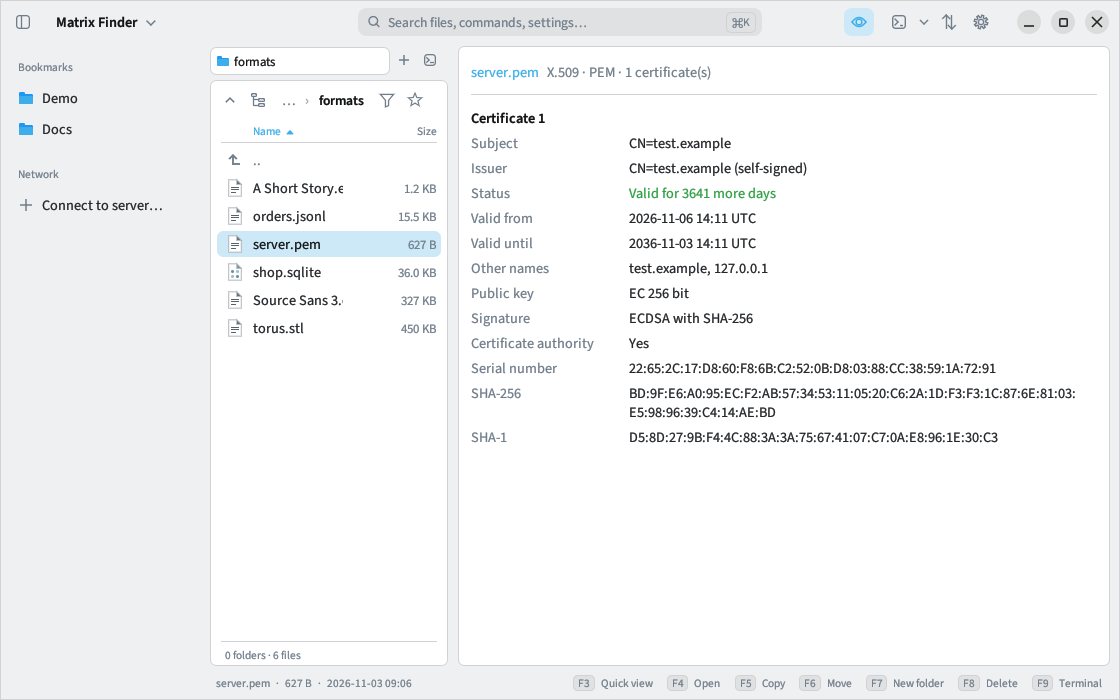 Matrix Finder
Search files, commands, settings…
⌘K
Bookmarks
Demo
Docs
Network
Connect to server…
formats
… › formats
Name Size
..
A Short Story.e 1.2 KB
orders.jsonl 15.5 KB
server.pem 627 B
shop.sqlite 36.0 KB
Source Sans 3. 327 KB
torus.stl 450 KB
0 folders · 6 files
server.pem X.509 · PEM · 1 certificate(s)
Certificate 1
Subject CN=test.example
Issuer CN=test.example (self-signed)
Status Valid for 3641 more days
Valid from 2026-11-06 14:11 UTC
Valid until 2036-11-03 14:11 UTC
Other names test.example, 127.0.0.1
Public key EC 256 bit
Signature ECDSA with SHA-256
Certificate authority Yes
Serial number 22:65:2C:17:D8:60:F8:6B:C2:52:0B:D8:03:88:CC:38:59:1A:72:91
SHA-256 BD:9F:E6:A0:95:EC:F2:AB:57:34:53:11:05:20:C6:2A:1D:F3:F3:1C:87:6E:81:03:
E5:98:96:39:C4:14:AE:BD
SHA-1 D5:8D:27:9B:F4:4C:88:3A:3A:75:67:41:07:C7:0A:E8:96:1E:30:C3
server.pem · 627 B · 2026-11-03 09:06
F3 Quick view F4 Open F5 Copy F6 Move F7 New folder F8 Delete F9 Terminal